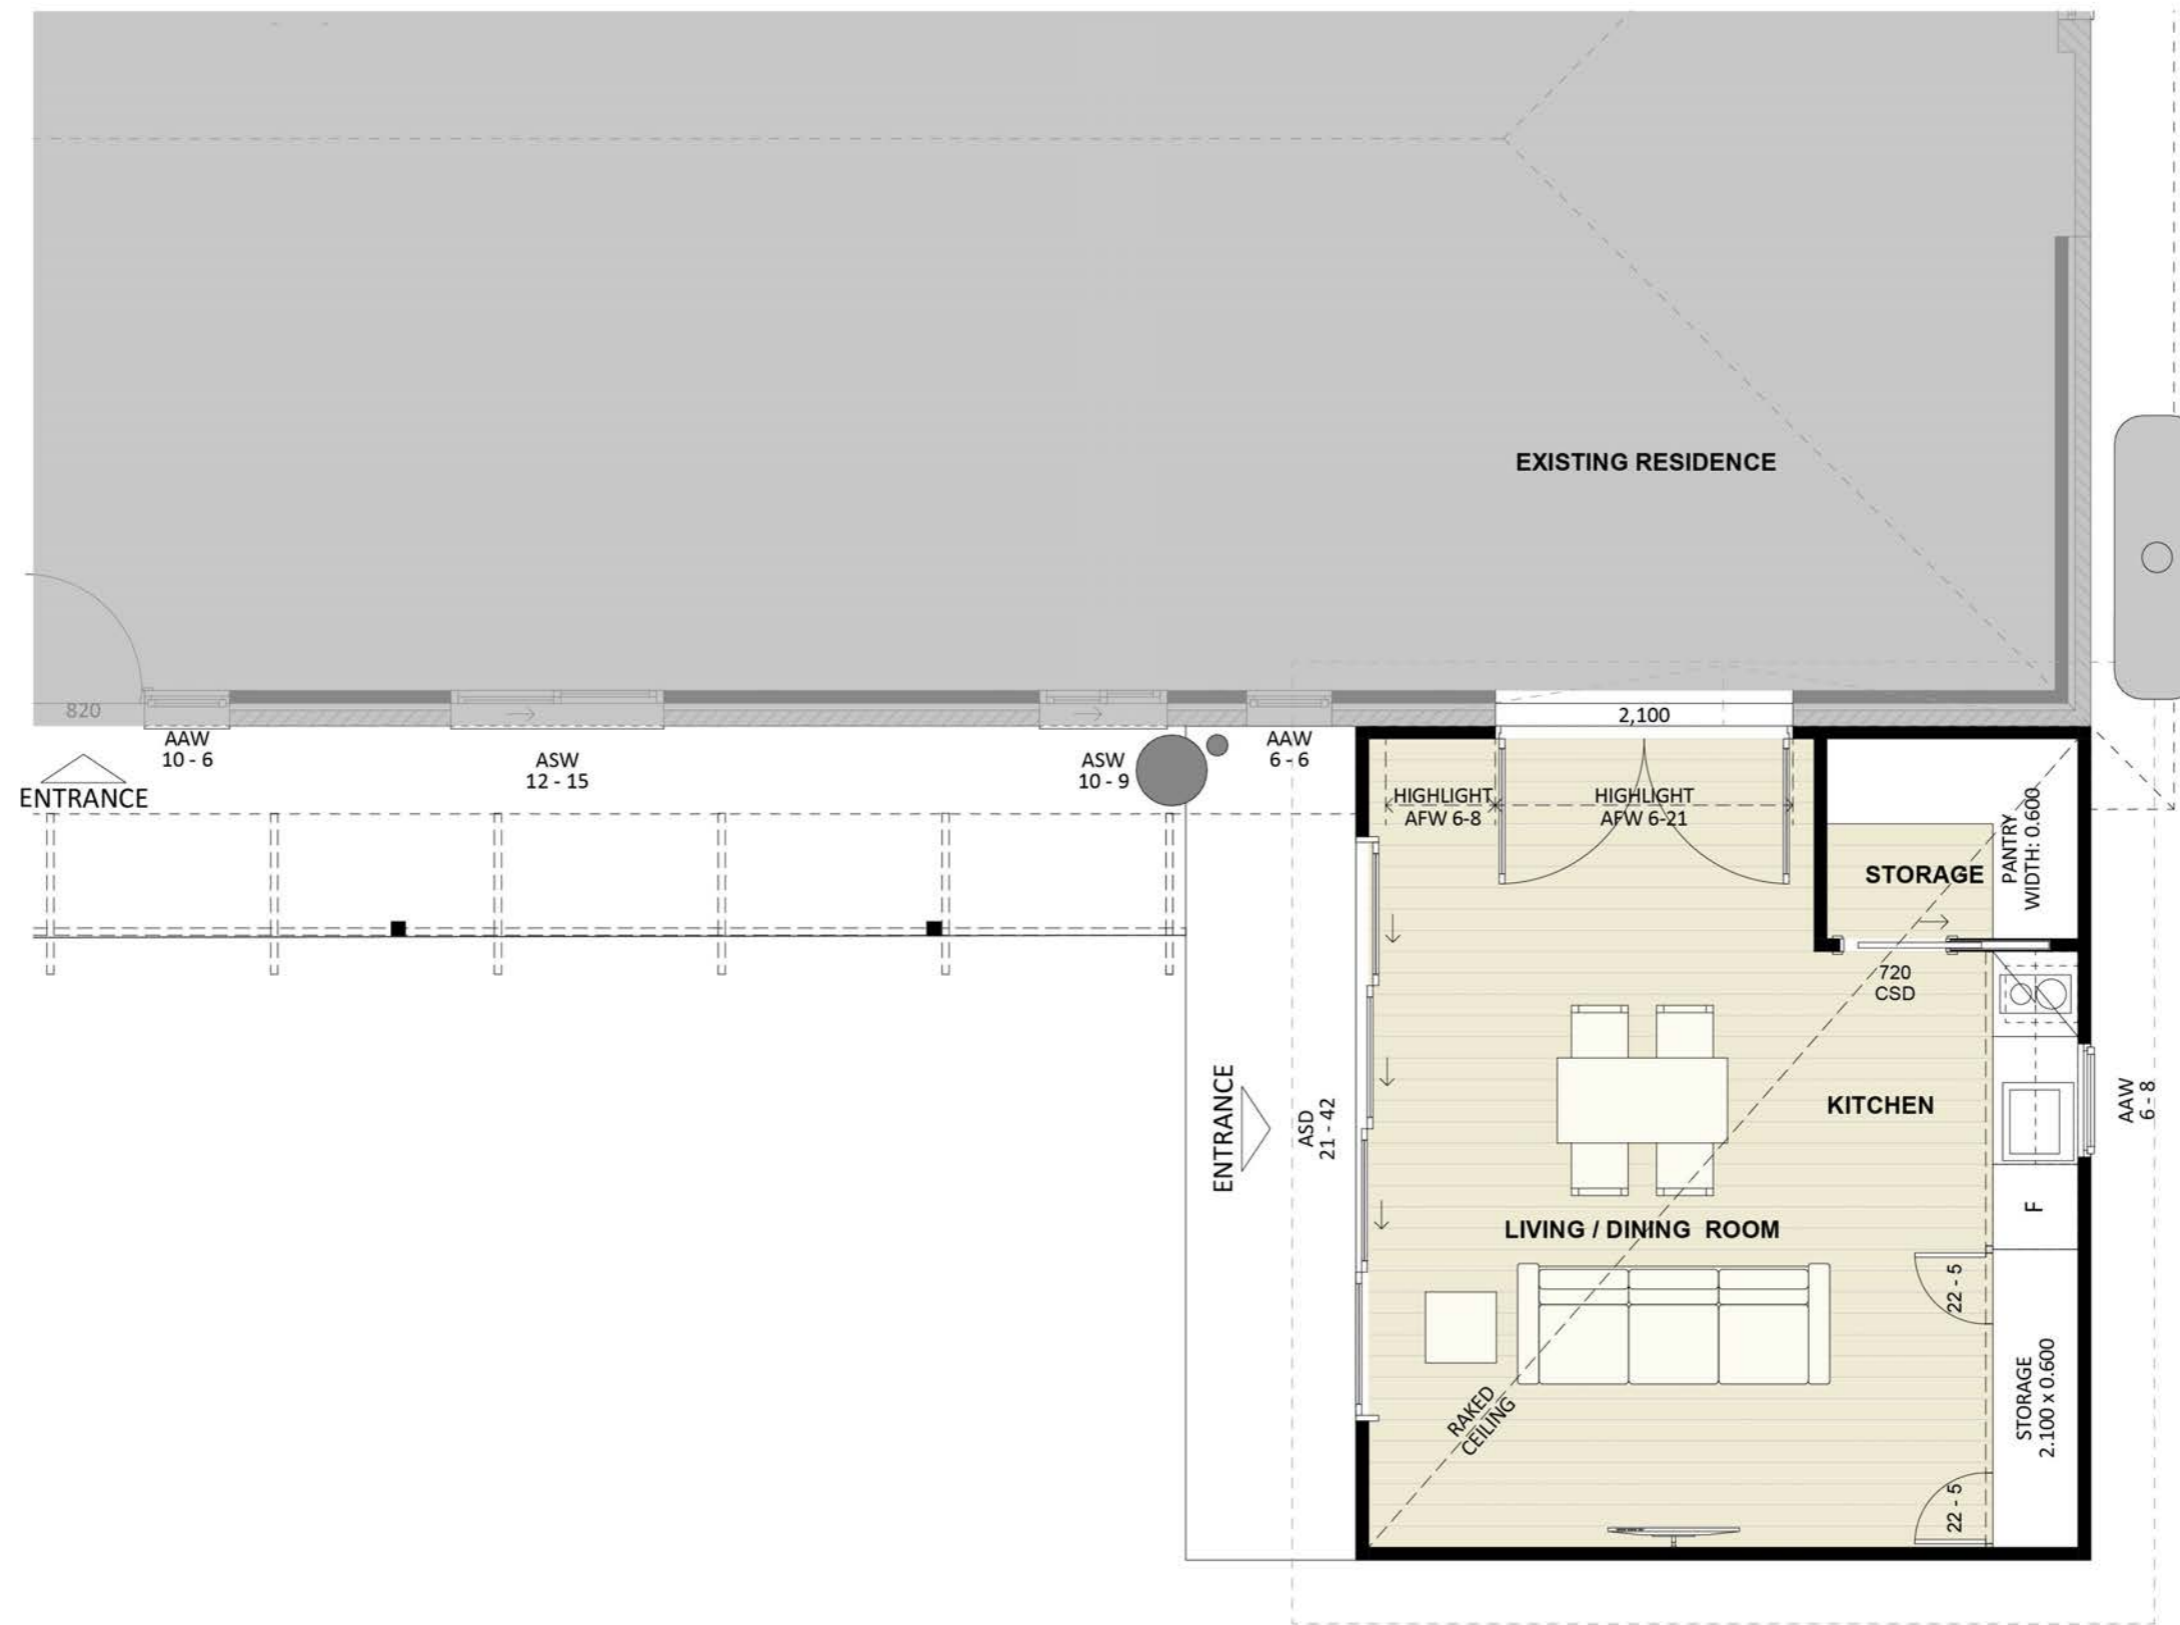 EXISTING RESIDENCE
820
AAW
10 - 6
ENTRANCE
ASW
12 - 15
ASW
10 - 9
AAW
6 - 6
2,100
HIGHLIGHT
AFW 6-8
HIGHLIGHT
AFW 6-21
STORAGE
PANTRY
WIDTH: 0.600
720
CSD
ENTRANCE
ASD
21 - 42
KITCHEN
AAW
6 - 8
F
LIVING / DINING ROOM
22 - 5
STORAGE
2.100 x 0.600
RAKED
CEILING
22 - 5